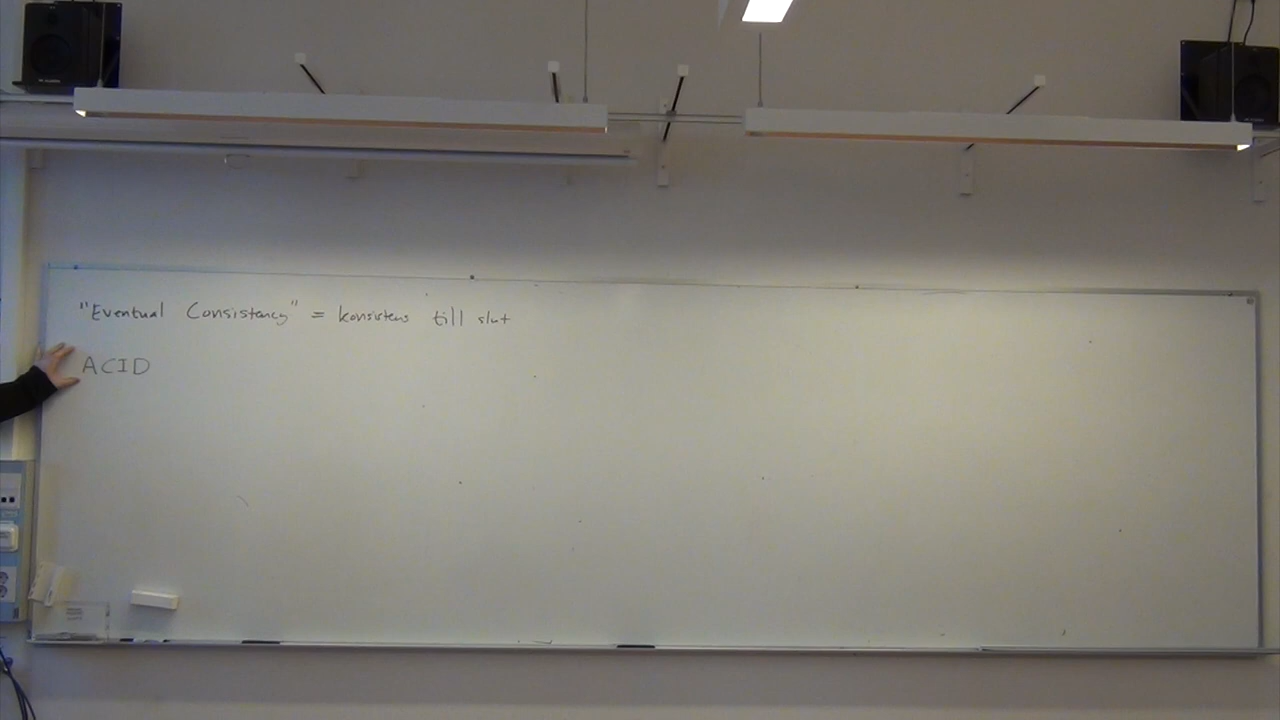 "Eventual Consistency" = konsistens till slut
ACID